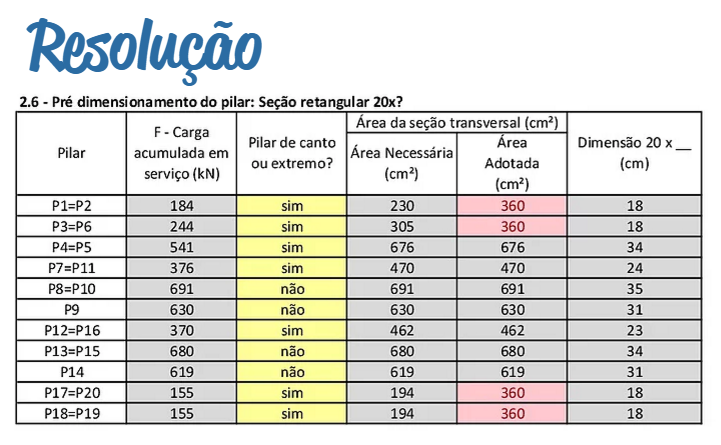 Resolução
2.6 - Pré dimensionamento do pilar: Seção retangular 20x?
Pilar F - Carga acumulada em serviço (kN) Pilar de canto ou extremo? Área da seção transversal (cm²) Área Necessária (cm²) Área Adotada (cm²) Dimensão 20 x __ (cm)
P1=P2 184 sim 230 360 18
P3=P6 244 sim 305 360 18
P4=P5 541 sim 676 676 34
P7=P11 376 sim 470 470 24
P8=P10 691 não 691 691 35
P9 630 não 630 630 31
P12=P16 370 sim 462 462 23
P13=P15 680 não 680 680 34
P14 619 não 619 619 31
P17=P20 155 sim 194 360 18
P18=P19 155 sim 194 360 18